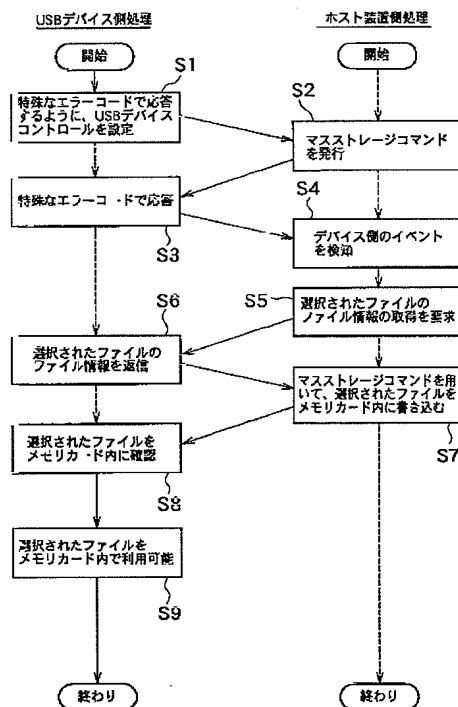 USBデバイス側処理
ホスト装置側処理
開始
開始
S1
特殊なエラーコードで応答
するように、USBデバイス
コントロールを設定
S2
マスストレージコマンド
を発行
特殊なエラーコードで応答
S3
S4
デバイス側のイベント
を検知
S5
選択されたファイルの
ファイル情報の取得を要求
S6
選択されたファイルの
ファイル情報を返信
マスストレージコマンドを用
いて、選択されたファイルを
メモリカード内に書き込む
S7
選択されたファイルを
メモリカード内に確認
S8
選択されたファイルを
メモリカード内で利用可能
S9
終わり
終わり